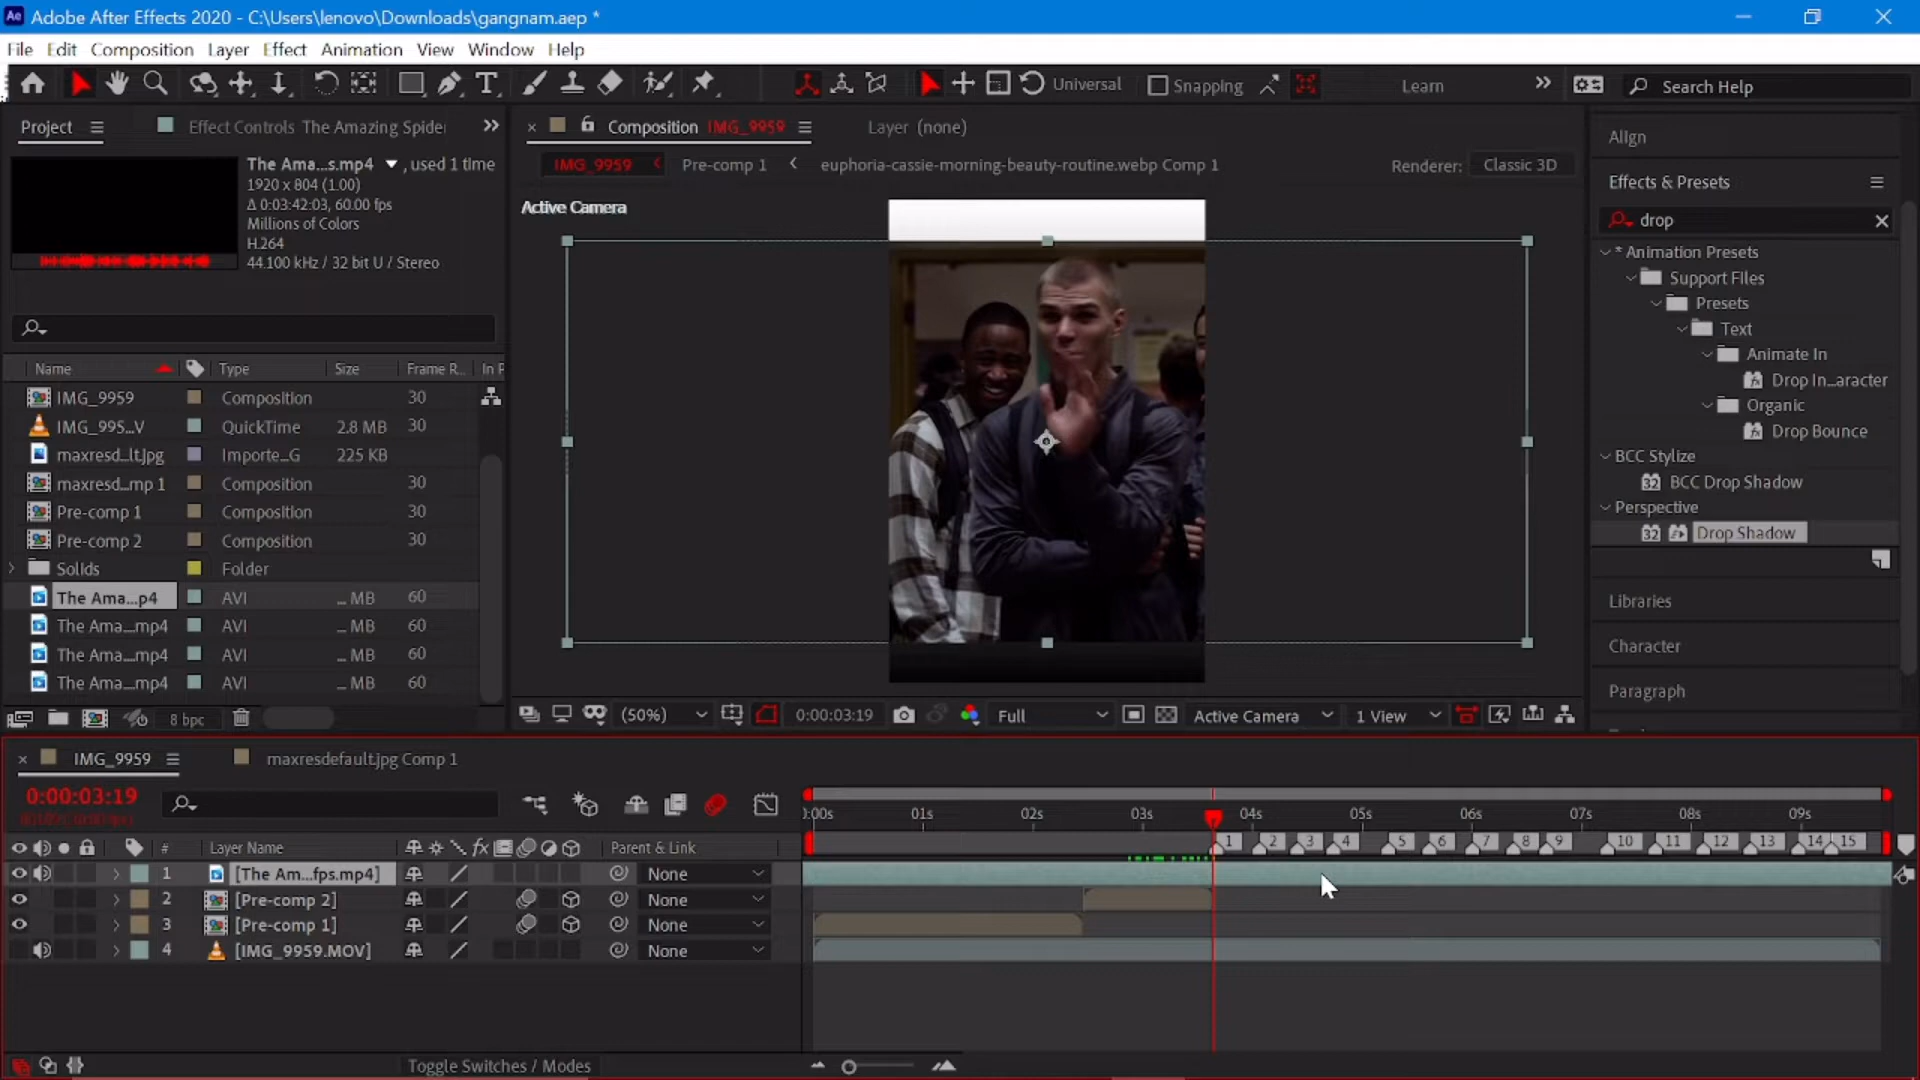 Adobe After Effects 2020 - C:\Users\lenovo\Downloads\gangnam.aep *
File Edit Composition Layer Effect Animation View Window Help
Universal Snapping Learn Search Help
Project Effect Controls The Amazing Spide
Composition IMG_9959 Layer (none)
The Ama...s.mp4 , used 1 time
1920 x 804 (1.00)
Δ 0:03:42:03, 60.00 fps
Millions of Colors
H.264
44.100 kHz / 32 bit U / Stereo
IMG_9959 Pre-comp 1 euphoria-cassie-morning-beauty-routine.webp Comp 1 Renderer: Classic 3D
Active Camera
Name Type Size Frame R... In P
IMG_9959 Composition 30
IMG_995...V QuickTime 2.8 MB 30
maxresd...lt.jpg Importe...G 225 KB
maxresd...mp 1 Composition 30
Pre-comp 1 Composition 30
Pre-comp 2 Composition 30
Solids Folder
The Ama...p4 AVI ... MB 60
The Ama...mp4 AVI ... MB 60
The Ama...mp4 AVI ... MB 60
The Ama...mp4 AVI ... MB 60
8 bpc
(50%) 0:00:03:19 Full Active Camera 1 View
Align
Effects & Presets
drop
* Animation Presets
Support Files
Presets
Text
Animate In
Drop In...aracter
Organic
Drop Bounce
BCC Stylize
32 BCC Drop Shadow
Perspective
32 Drop Shadow
Libraries
Character
Paragraph
IMG_9959 maxresdefault.jpg Comp 1
0:00:03:19
):00s 01s 02s 03s 04s 05s 06s 07s 08s 09s
1 2 3 4 5 6 7 8 9 10 11 12 13 14 15
# Layer Name fx Parent & Link
1 [The Am...fps.mp4] None
2 [Pre-comp 2] None
3 [Pre-comp 1] None
4 [IMG_9959.MOV] None
Toggle Switches / Modes